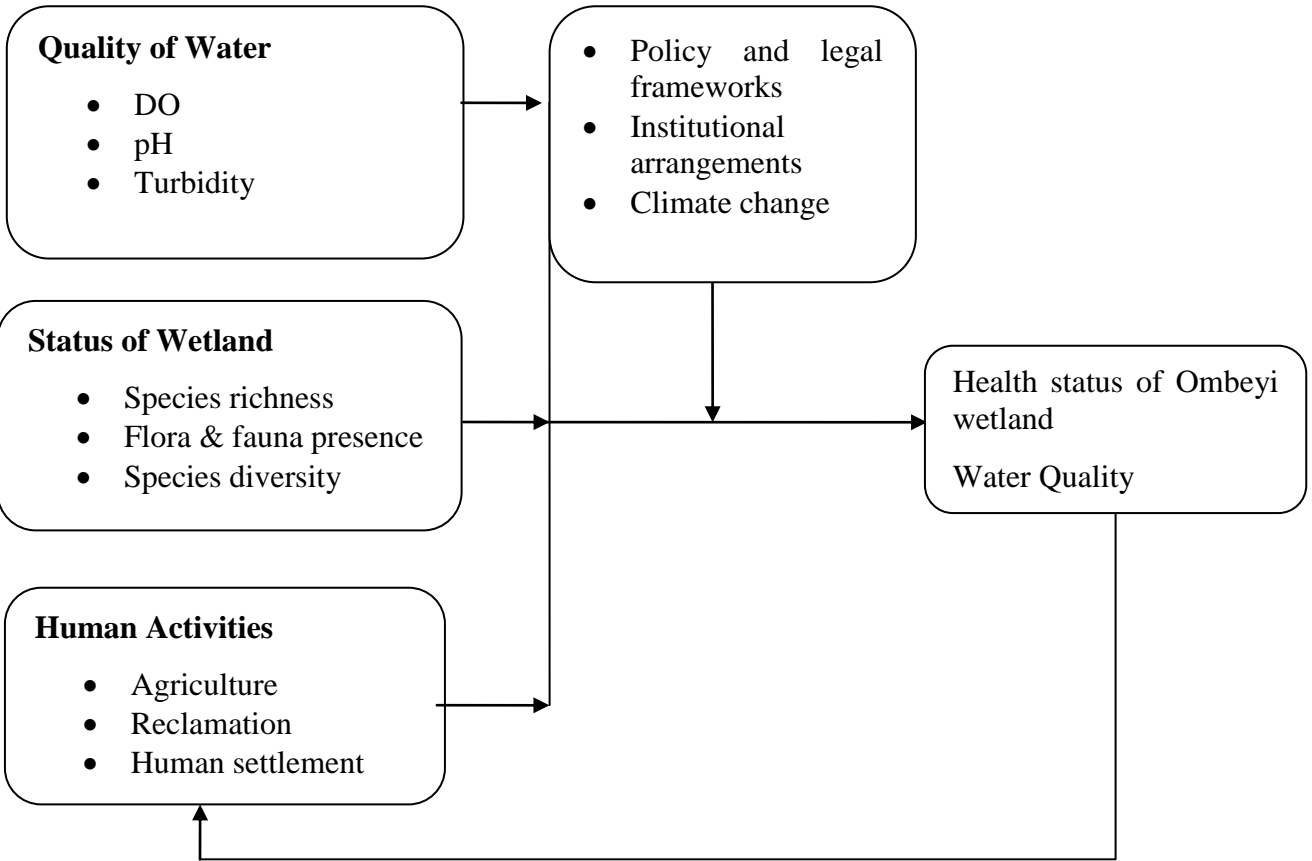 Quality of Water
• DO
• pH
• Turbidity
• Policy and legal
frameworks
• Institutional
arrangements
• Climate change
Status of Wetland
• Species richness
• Flora & fauna presence
• Species diversity
Health status of Ombeyi
wetland
Water Quality
Human Activities
• Agriculture
• Reclamation
• Human settlement